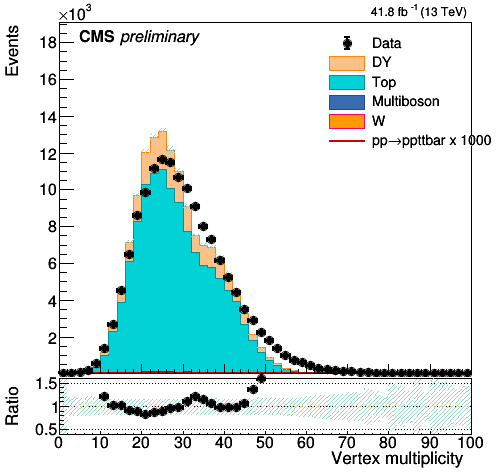 ×10³
41.8 fb⁻¹ (13 TeV)
CMS preliminary
Events
16
14
12
10
8
6
4
2
Data
DY
Top
Multiboson
W
pp→ppttbar x 1000
Ratio
1.5
1
0.5
0 10 20 30 40 50 60 70 80 90 100
Vertex multiplicity